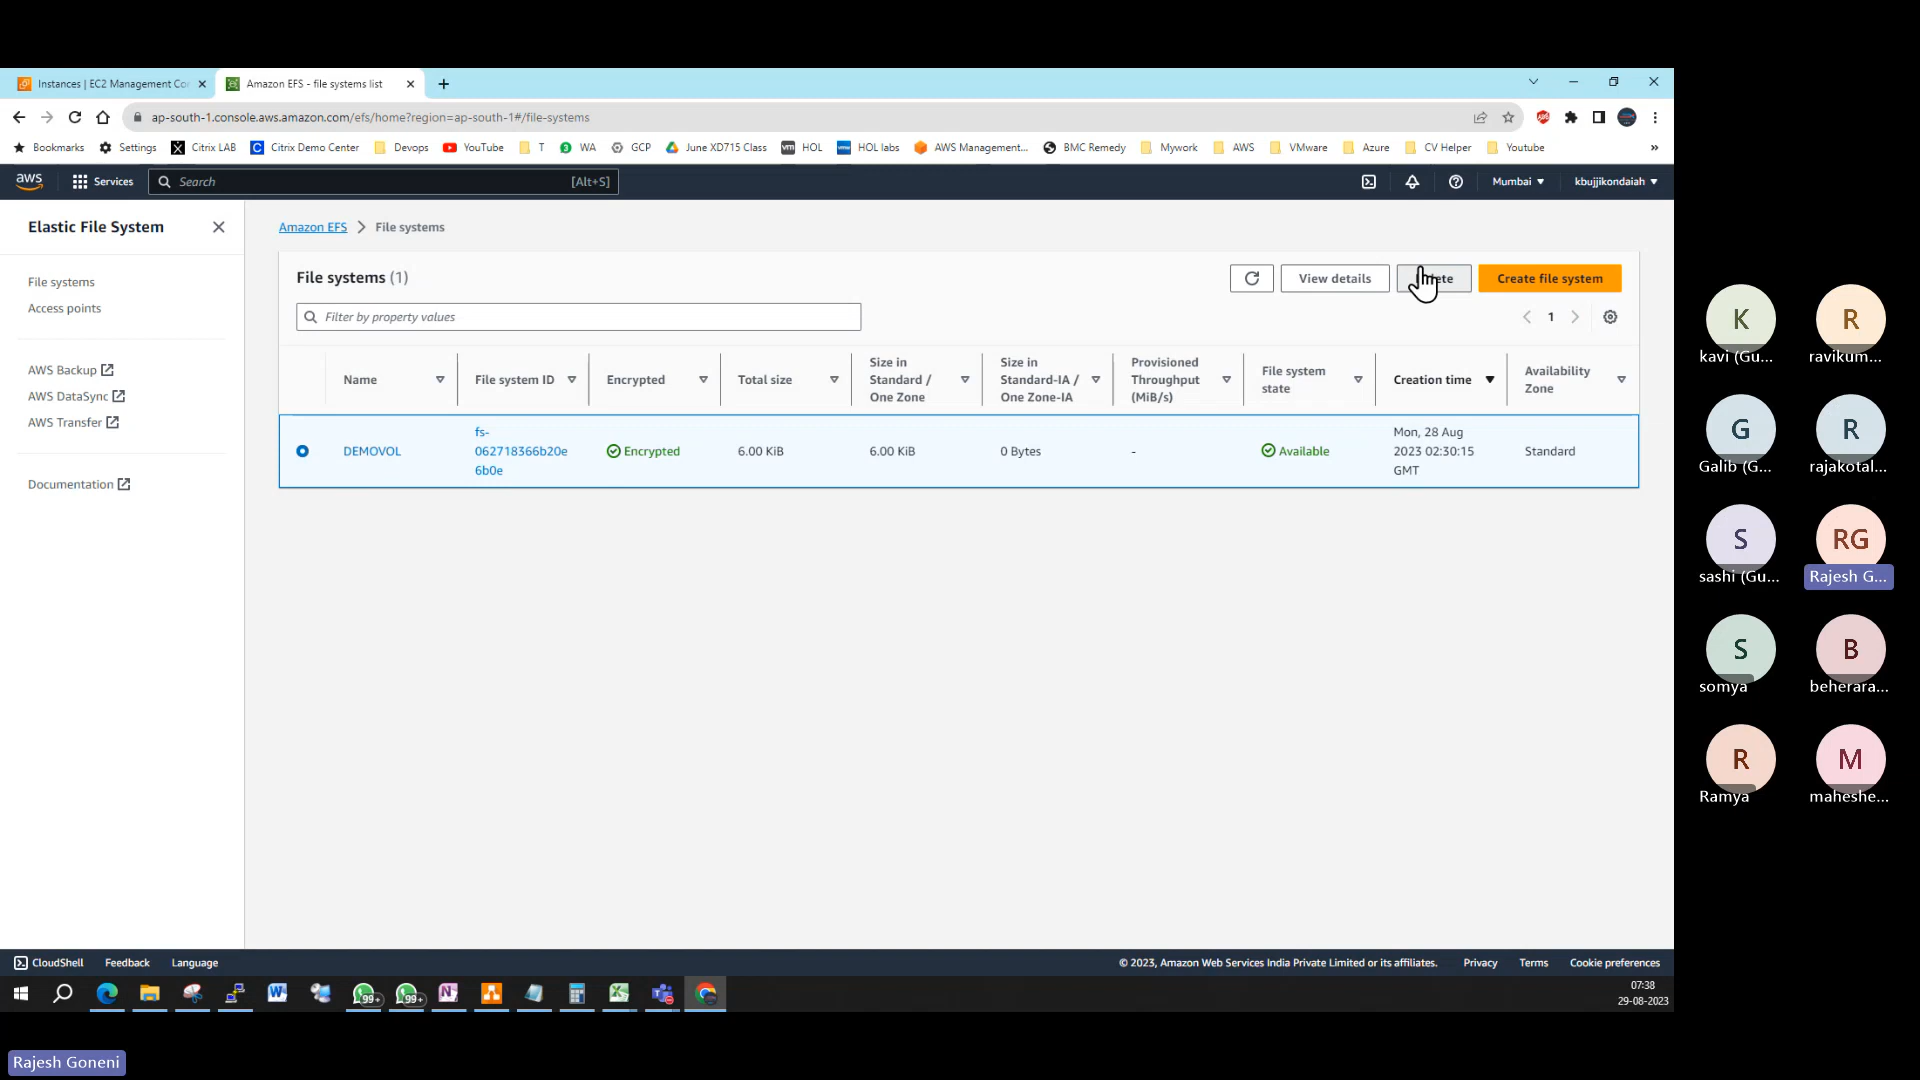 Instances | EC2 Management Co
Amazon EFS - file systems list
ap-south-1.console.aws.amazon.com/efs/home?region=ap-south-1#/file-systems
Bookmarks Settings Citrix LAB Citrix Demo Center Devops YouTube T WA GCP June XD715 Class HOL HOL labs AWS Management... BMC Remedy Mywork AWS VMware Azure CV Helper Youtube »
aws Services Search [Alt+S] Mumbai kbujjikondaiah
Elastic File System
File systems
Access points
AWS Backup
AWS DataSync
AWS Transfer
Documentation
Amazon EFS > File systems
File systems (1)
View details
Create file system
Filter by property values
1
Name
File system ID
Encrypted
Total size
Size in
Standard /
One Zone
Size in
Standard-IA /
One Zone-IA
Provisioned
Throughput
(MiB/s)
File system
state
Creation time
Availability
Zone
DEMOVOL
fs-
062718366b20e
6b0e
Encrypted
6.00 KiB
6.00 KiB
0 Bytes
-
Available
Mon, 28 Aug
2023 02:30:15
GMT
Standard
CloudShell Feedback Language
© 2023, Amazon Web Services India Private Limited or its affiliates. Privacy Terms Cookie preferences
99+
99+
07:38
29-08-2023
K
kavi (Gu...
R
ravikum...
G
Galib (G...
R
rajakotal...
S
sashi (Gu...
RG
Rajesh G...
S
somya
B
beherara...
R
Ramya
M
maheshe...
Rajesh Goneni